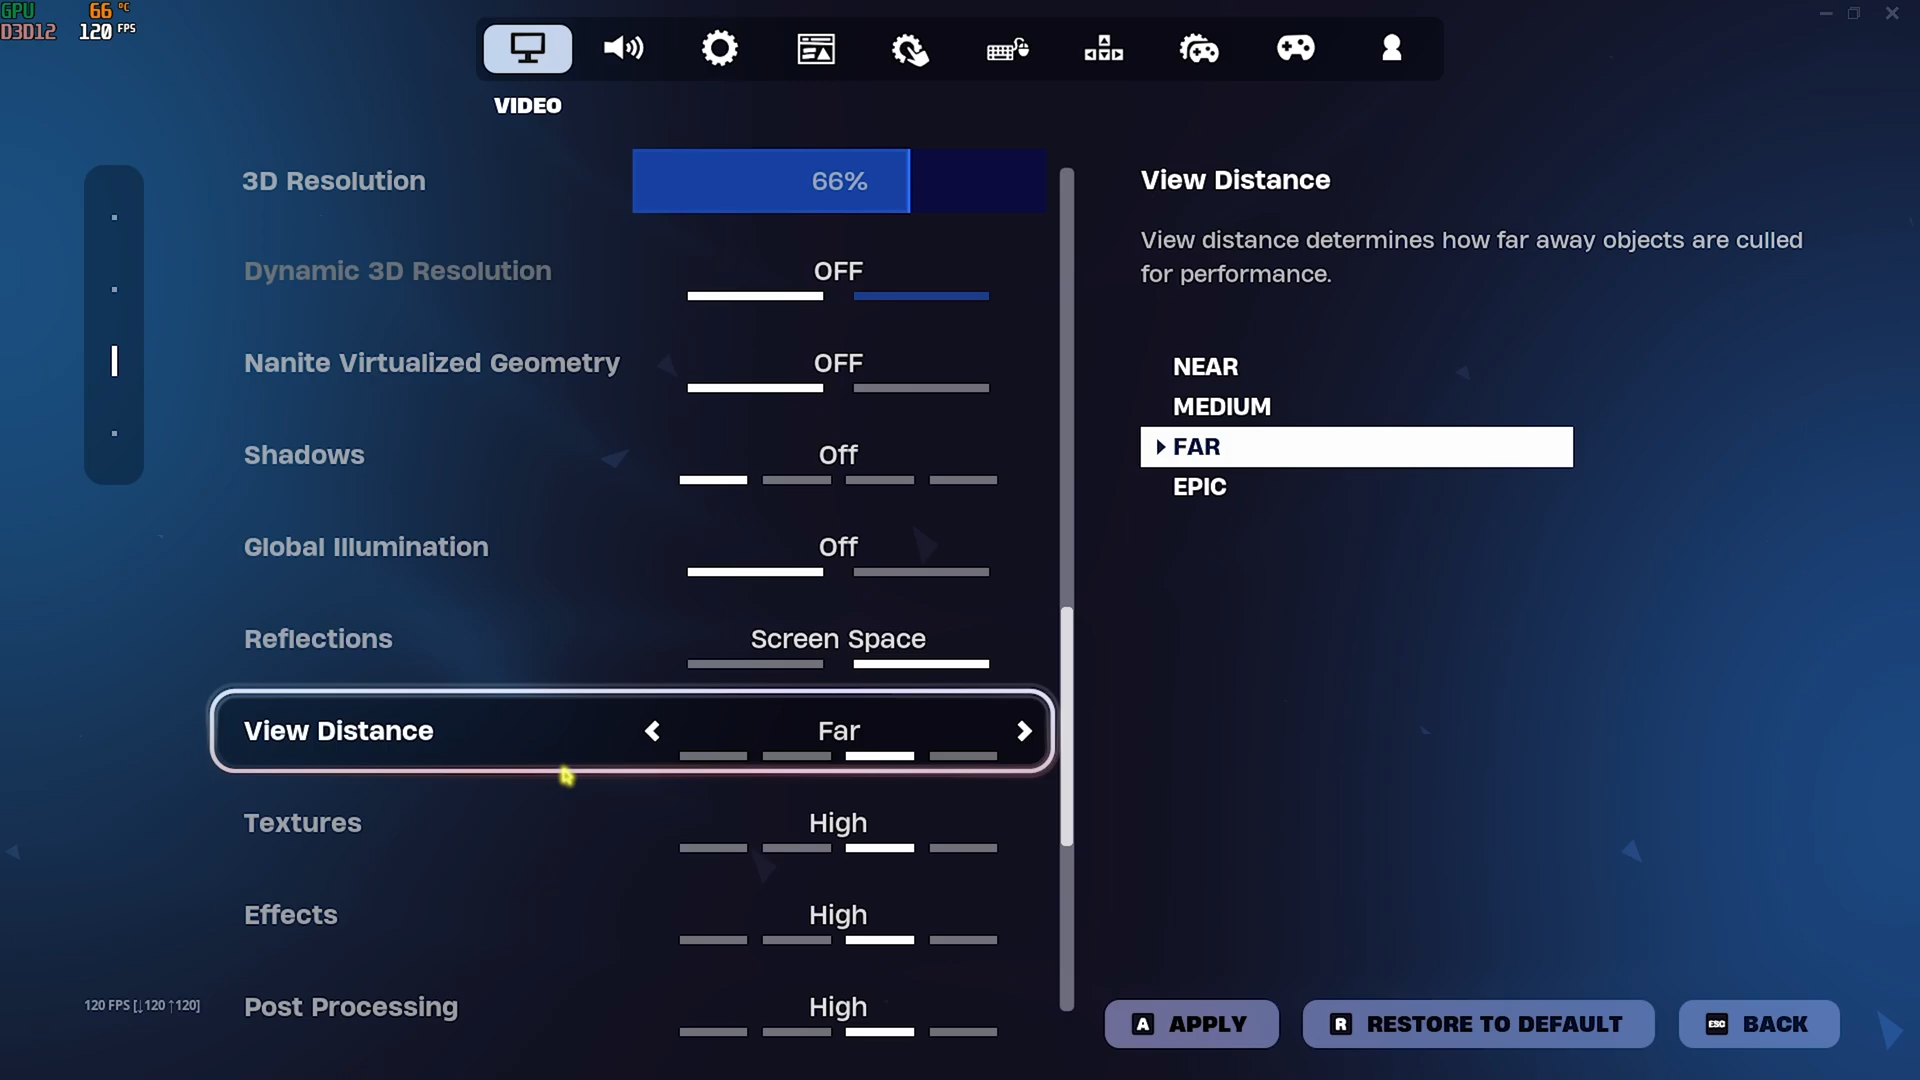 GPU 66 °C
D3D12 120 FPS
VIDEO
3D Resolution 66%
Dynamic 3D Resolution OFF
Nanite Virtualized Geometry OFF
Shadows Off
Global Illumination Off
Reflections Screen Space
View Distance Far
Textures High
Effects High
Post Processing High
View Distance
View distance determines how far away objects are culled
for performance.
NEAR
MEDIUM
FAR
EPIC
120 FPS [↓120 ↑120]
A APPLY
R RESTORE TO DEFAULT
ESC BACK